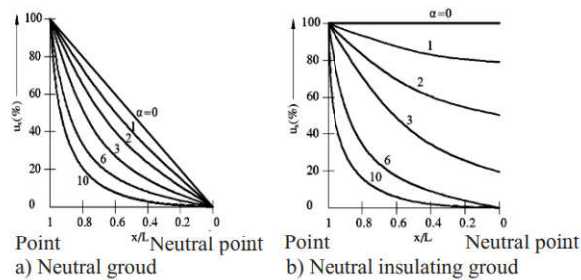 100
80
60
40
20
0
u_x(%)
α=0
1
2
3
6
10
1 0.8 0.6 0.4 0.2 0
x/L
Point Neutral point
a) Neutral groud
100
80
60
40
20
0
u_x(%)
α=0
1
2
3
6
10
1 0.8 0.6 0.4 0.2 0
x/L
Point Neutral point
b) Neutral insulating groud